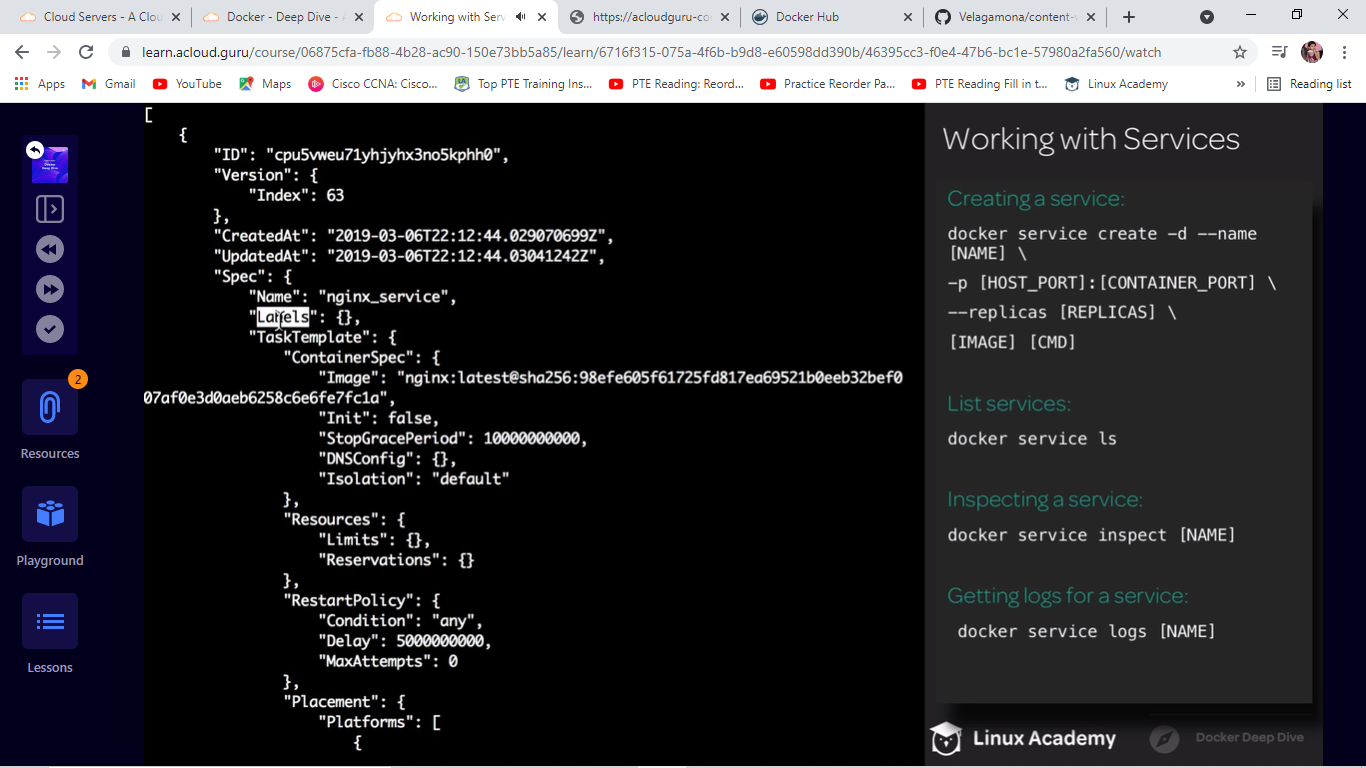 Cloud Servers - A Clou
Docker - Deep Dive - A
Working with Serv
https://acloudguru-co
Docker Hub
Velagamona/content-
learn.acloud.guru/course/06875cfa-fb88-4b28-ac90-150e73bb5a85/learn/6716f315-075a-4f6b-b9d8-e60598dd390b/46395cc3-f0e4-47b6-bc1e-57980a2fa560/watch
Apps
Gmail
YouTube
Maps
Cisco CCNA: Cisco...
Top PTE Training Ins...
PTE Reading: Reord...
Practice Reorder Pa...
PTE Reading Fill in t...
Linux Academy
»
Reading list
Docker
Deep Dive
2
Resources
Playground
Lessons
[
{
"ID": "cpu5vweu71yhjyhx3no5kphh0",
"Version": {
"Index": 63
},
"CreatedAt": "2019-03-06T22:12:44.029070699Z",
"UpdatedAt": "2019-03-06T22:12:44.03041242Z",
"Spec": {
"Name": "nginx_service",
"Labels": {},
"TaskTemplate": {
"ContainerSpec": {
"Image": "nginx:latest@sha256:98efe605f61725fd817ea69521b0eeb32bef0
07af0e3d0aeb6258c6e6fe7fc1a",
"Init": false,
"StopGracePeriod": 10000000000,
"DNSConfig": {},
"Isolation": "default"
},
"Resources": {
"Limits": {},
"Reservations": {}
},
"RestartPolicy": {
"Condition": "any",
"Delay": 5000000000,
"MaxAttempts": 0
},
"Placement": {
"Platforms": [
{
Working with Services
Creating a service:
docker service create -d --name
[NAME] \
-p [HOST_PORT]:[CONTAINER_PORT] \
--replicas [REPLICAS] \
[IMAGE] [CMD]
List services:
docker service ls
Inspecting a service:
docker service inspect [NAME]
Getting logs for a service:
docker service logs [NAME]
Linux Academy
Docker Deep Dive